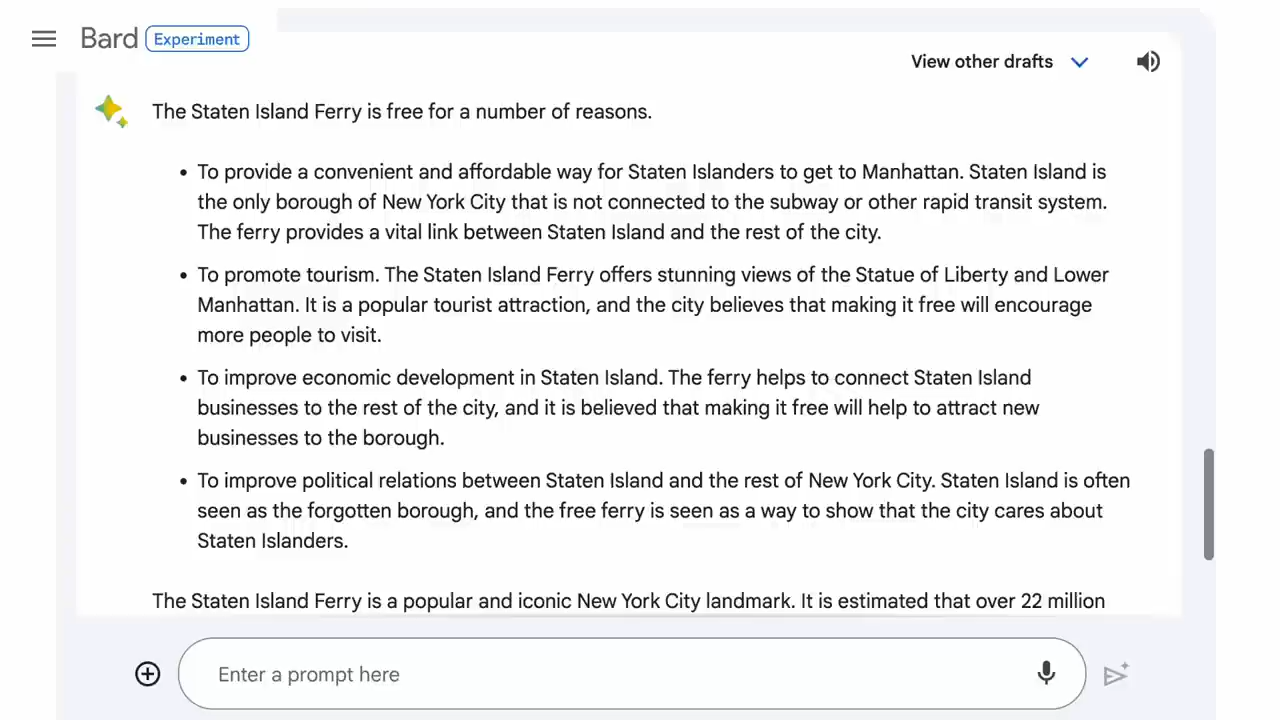 Bard Experiment
View other drafts
The Staten Island Ferry is free for a number of reasons.
• To provide a convenient and affordable way for Staten Islanders to get to Manhattan. Staten Island is
the only borough of New York City that is not connected to the subway or other rapid transit system.
The ferry provides a vital link between Staten Island and the rest of the city.
• To promote tourism. The Staten Island Ferry offers stunning views of the Statue of Liberty and Lower
Manhattan. It is a popular tourist attraction, and the city believes that making it free will encourage
more people to visit.
• To improve economic development in Staten Island. The ferry helps to connect Staten Island
businesses to the rest of the city, and it is believed that making it free will help to attract new
businesses to the borough.
• To improve political relations between Staten Island and the rest of New York City. Staten Island is often
seen as the forgotten borough, and the free ferry is seen as a way to show that the city cares about
Staten Islanders.
The Staten Island Ferry is a popular and iconic New York City landmark. It is estimated that over 22 million
Enter a prompt here